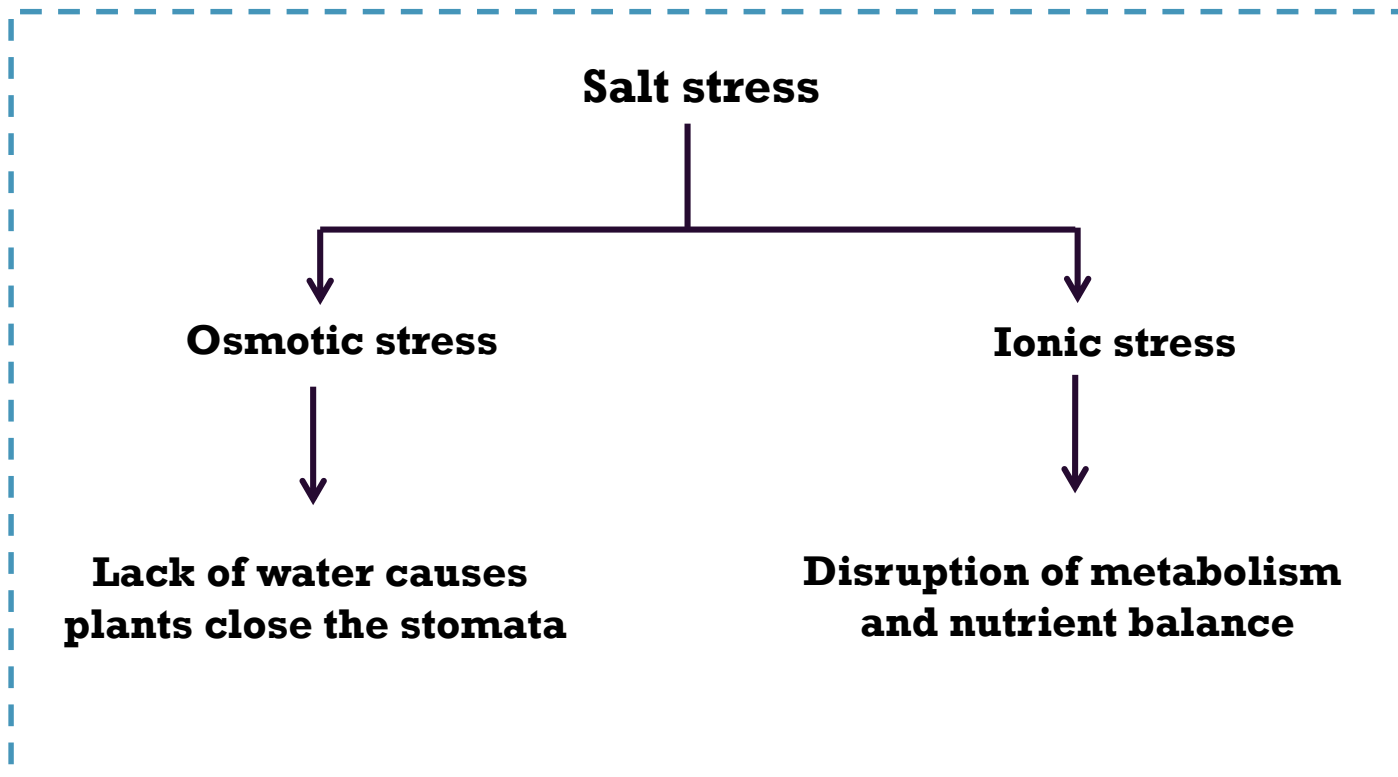 Salt stress
Osmotic stress
Ionic stress
Lack of water causes
plants close the stomata
Disruption of metabolism
and nutrient balance